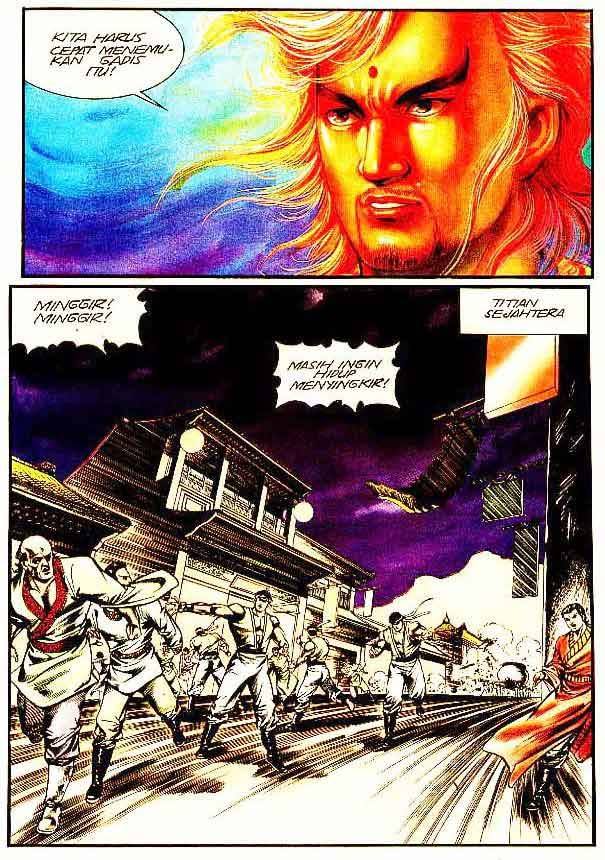 KITA HARUS
CEPAT MENEMU-
KAN GADIS
ITU!
MINGGIR!
MINGGIR!
TITIAN
SEJAHTERA
MASIH INGIN
HIDUP
MENYINGKIR!